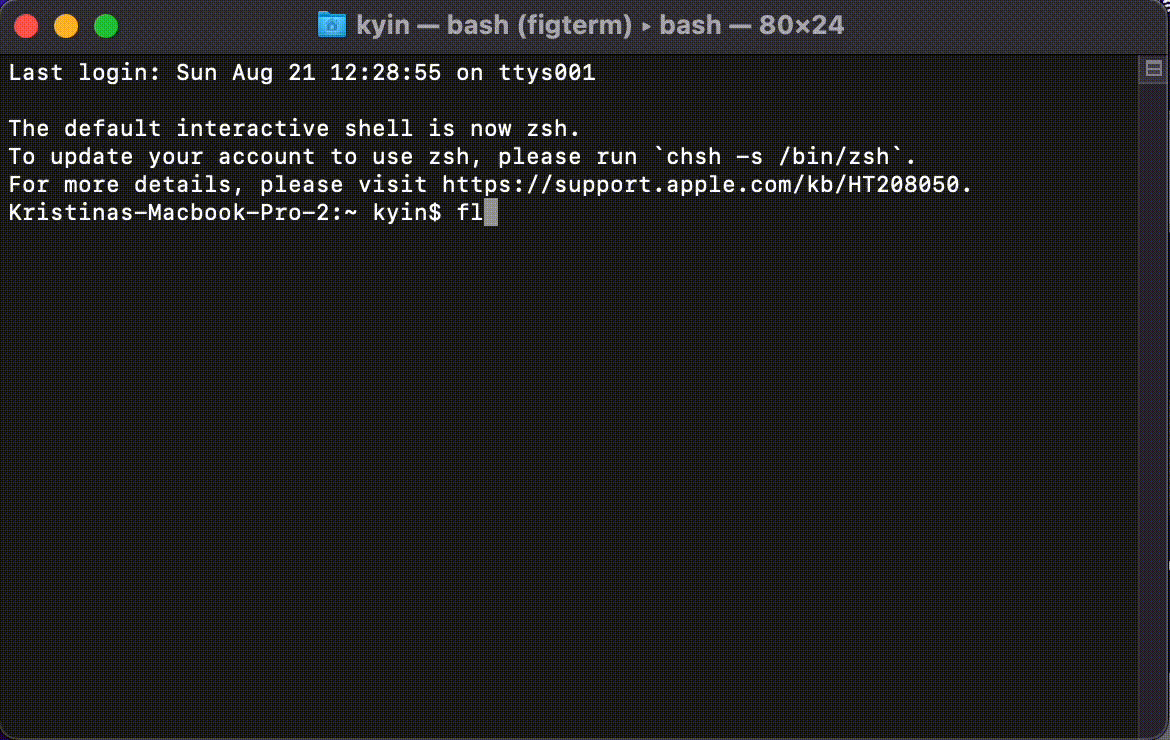 kyin — bash (figterm) ▸ bash — 80×24
Last login: Sun Aug 21 12:28:55 on ttys001
The default interactive shell is now zsh.
To update your account to use zsh, please run `chsh -s /bin/zsh`.
For more details, please visit https://support.apple.com/kb/HT208050.
Kristinas-Macbook-Pro-2:~ kyin$ fl